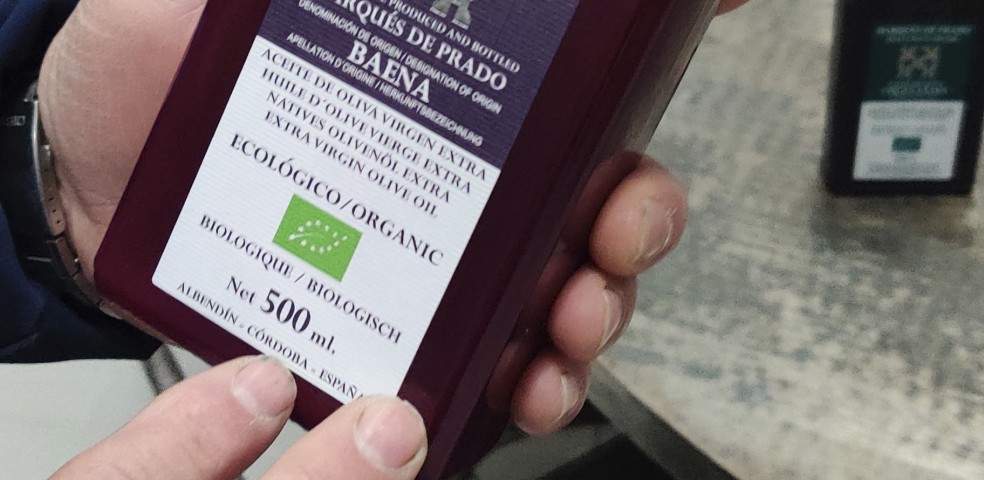 PRODUCED AND BOTTLED
MARQUÉS DE PRADO
DENOMINACIÓN DE ORIGEN / DESIGNATION OF ORIGIN
BAENA
APELLATION D'ORIGINE / HERKUNFTSBEZEICHNUNG
ACEITE DE OLIVA VIRGEN EXTRA
HUILE D´OLIVE VIERGE EXTRA
NATIVES OLIVENÖL EXTRA
EXTRA VIRGIN OLIVE OIL
ECOLÓGICO/ORGANIC
BIOLOGIQUE / BIOLOGISCH
Net 500 ml.
ALBENDÍN - CÓRDOBA - ESPAÑA